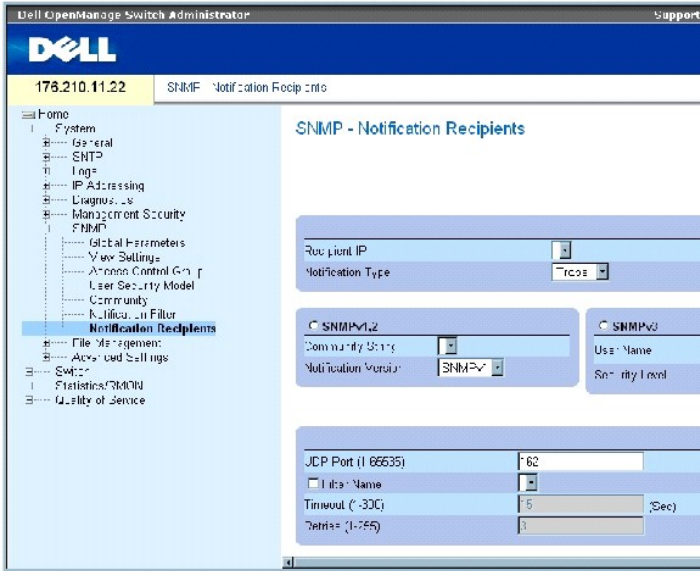 Dell OpenManage Switch Administrator
Support
DELL
176.210.11.22
SNMP Notification Recipients
Home
System
General
SNTP
Logs
IP Addressing
Diagnostics
Management Security
SNMP
Global Parameters
View Settings
Access Control Group
User Security Model
Community
Notification Filter
Notification Recipients
File Management
Advanced Settings
Switch
Statistics/RMON
Quality of Service
SNMP - Notification Recipients
Recipient IP
Notification Type
Traps
SNMPv1,2
Community String
Notification Version
SNMPv1
SNMPv3
User Name
Security Level
UDP Port (1-65535)
162
Filter Name
Timeout (1-300)
15
(Sec)
Retries (1-255)
3